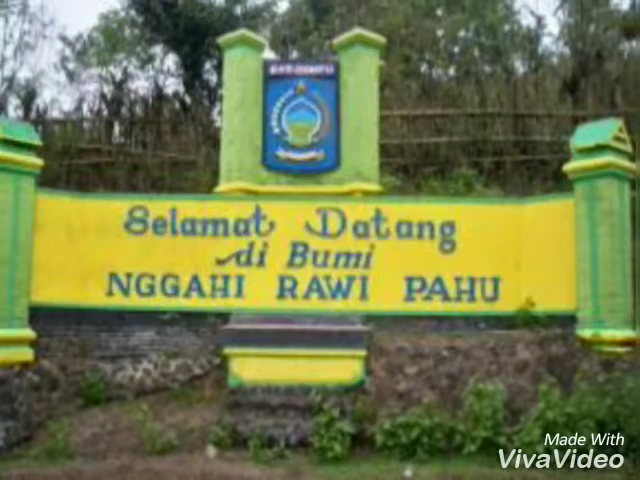 Selamat Datang
di Bumi
NGGAHI RAWI PAHU
Made With
VivaVideo